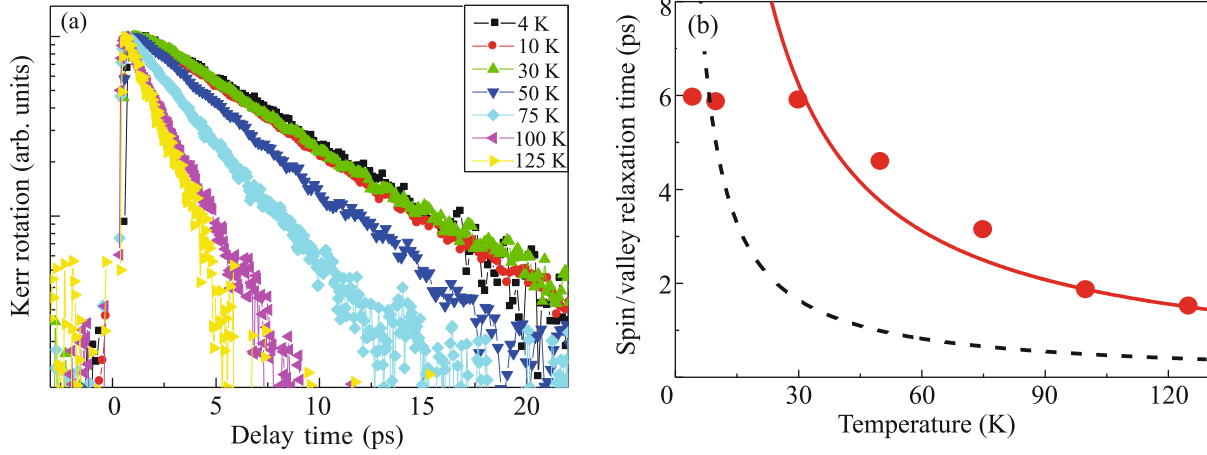 (a)
4 K
10 K
30 K
50 K
75 K
100 K
125 K
Kerr rotation (arb. units)
0 5 10 15 20
Delay time (ps)
(b)
Spin/valley relaxation time (ps)
8
6
4
2
0 30 60 90 120
Temperature (K)